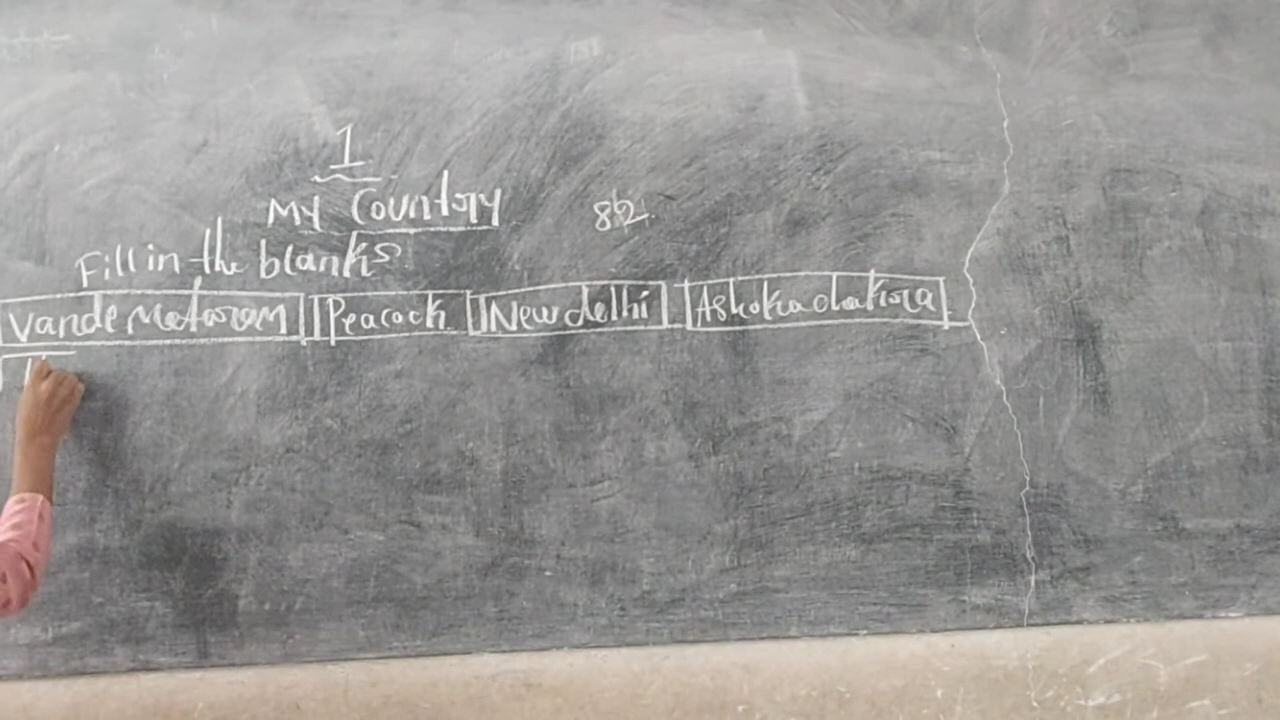 1
My Country
82
Fill in the blanks
Vande Mataram Peacock New delhi Ashoka chakra